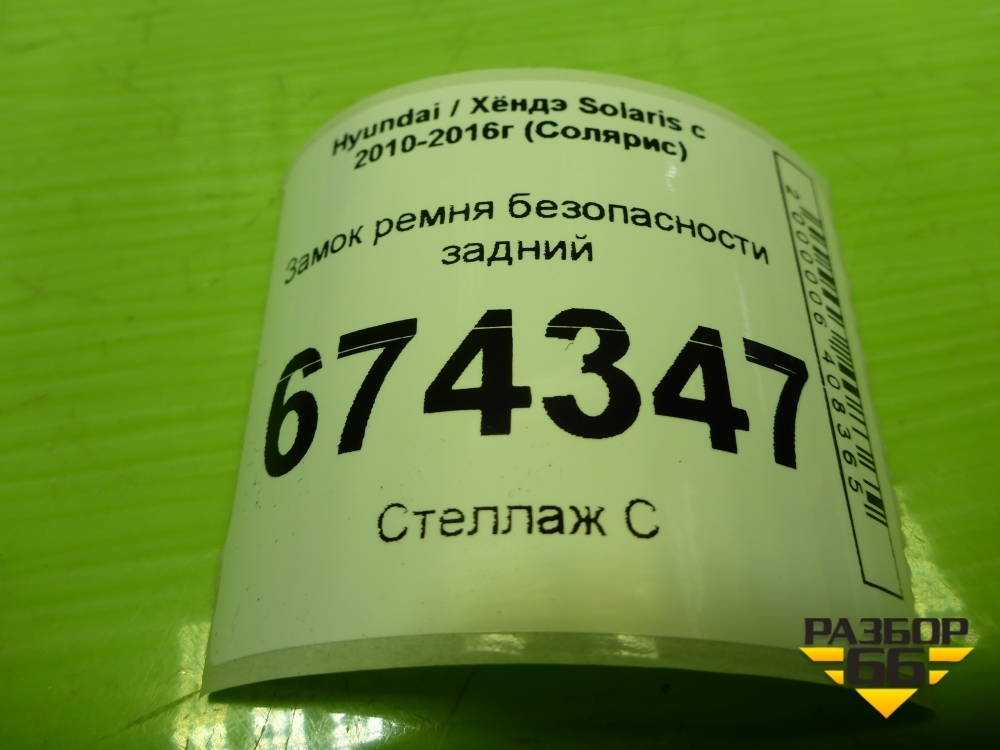 Hyundai / Хёндэ Solaris с
2010-2016г (Солярис)
Замок ремня безопасности
задний
674347
Стеллаж С
2000006408365
РАЗБОР
66